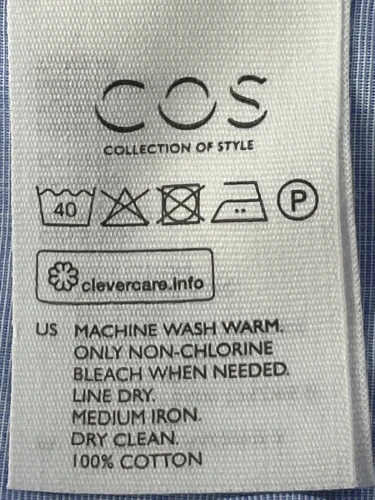 COS
COLLECTION OF STYLE
40 P
clevercare.info
US MACHINE WASH WARM.
ONLY NON-CHLORINE
BLEACH WHEN NEEDED.
LINE DRY.
MEDIUM IRON.
DRY CLEAN.
100% COTTON